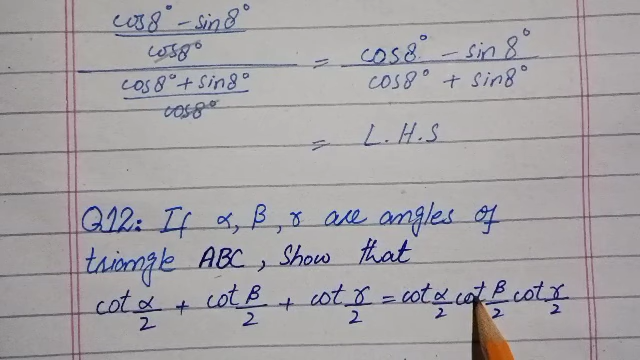 cos8° - sin8°
cos8°
cos8° + sin8°
cos8°
= cos8° - sin8°
cos8° + sin8°
= L.H.S
Q12: If α, β, γ are angles of
triangle ABC, Show that
cot α/2 + cot β/2 + cot γ/2 = cot α/2 cot β/2 cot γ/2